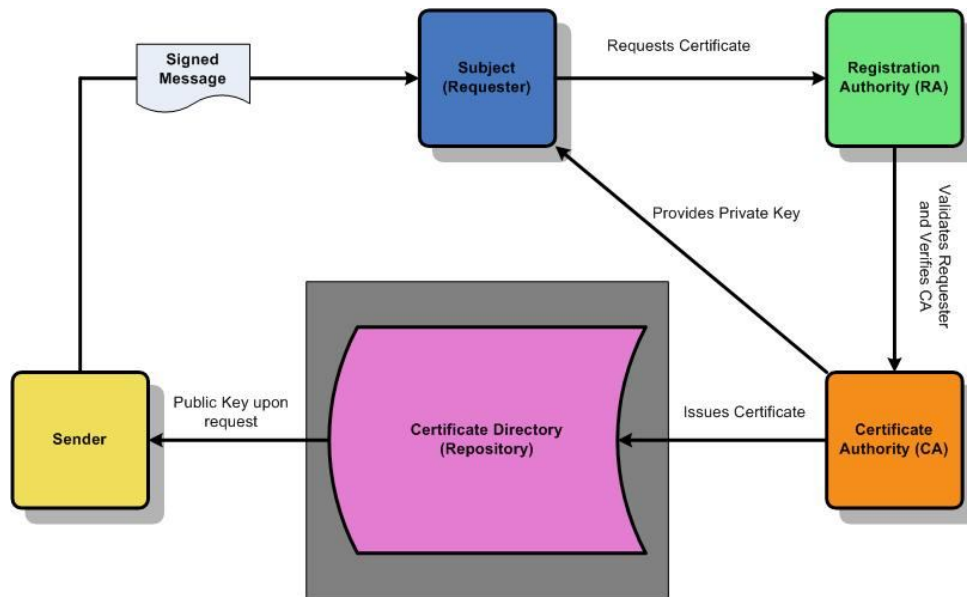 Signed
Message
Subject
(Requester)
Requests Certificate
Registration
Authority (RA)
Provides Private Key
Validates Requester
and Verifies CA
Sender
Public Key upon
request
Certificate Directory
(Repository)
Issues Certificate
Certificate
Authority (CA)